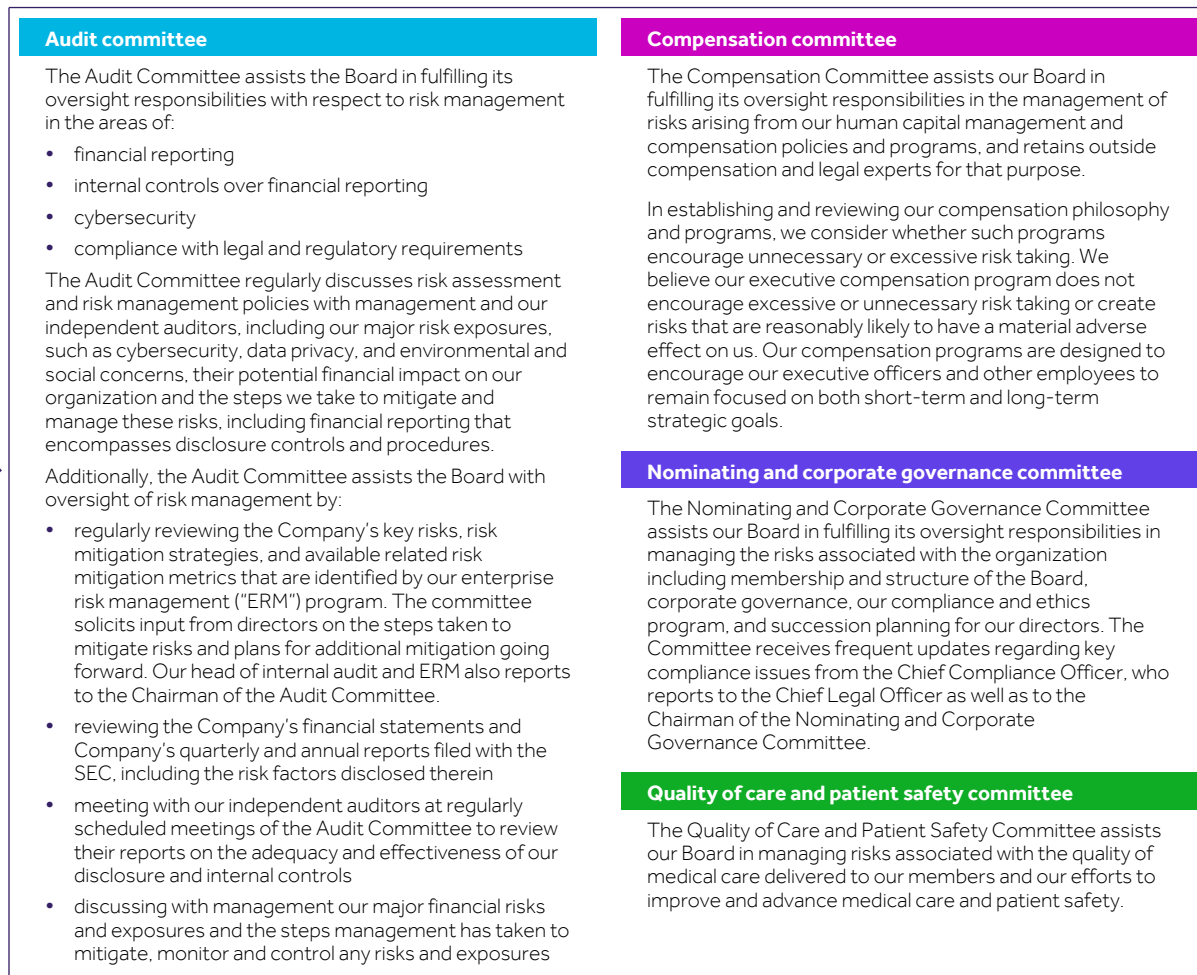 Audit committee
The Audit Committee assists the Board in fulfilling its
oversight responsibilities with respect to risk management
in the areas of:
• financial reporting
• internal controls over financial reporting
• cybersecurity
• compliance with legal and regulatory requirements
The Audit Committee regularly discusses risk assessment
and risk management policies with management and our
independent auditors, including our major risk exposures,
such as cybersecurity, data privacy, and environmental and
social concerns, their potential financial impact on our
organization and the steps we take to mitigate and
manage these risks, including financial reporting that
encompasses disclosure controls and procedures.
Additionally, the Audit Committee assists the Board with
oversight of risk management by:
• regularly reviewing the Company's key risks, risk
mitigation strategies, and available related risk
mitigation metrics that are identified by our enterprise
risk management ("ERM") program. The committee
solicits input from directors on the steps taken to
mitigate risks and plans for additional mitigation going
forward. Our head of internal audit and ERM also reports
to the Chairman of the Audit Committee.
• reviewing the Company's financial statements and
Company's quarterly and annual reports filed with the
SEC, including the risk factors disclosed therein
• meeting with our independent auditors at regularly
scheduled meetings of the Audit Committee to review
their reports on the adequacy and effectiveness of our
disclosure and internal controls
• discussing with management our major financial risks
and exposures and the steps management has taken to
mitigate, monitor and control any risks and exposures
Compensation committee
The Compensation Committee assists our Board in
fulfilling its oversight responsibilities in the management of
risks arising from our human capital management and
compensation policies and programs, and retains outside
compensation and legal experts for that purpose.
In establishing and reviewing our compensation philosophy
and programs, we consider whether such programs
encourage unnecessary or excessive risk taking. We
believe our executive compensation program does not
encourage excessive or unnecessary risk taking or create
risks that are reasonably likely to have a material adverse
effect on us. Our compensation programs are designed to
encourage our executive officers and other employees to
remain focused on both short-term and long-term
strategic goals.
Nominating and corporate governance committee
The Nominating and Corporate Governance Committee
assists our Board in fulfilling its oversight responsibilities in
managing the risks associated with the organization
including membership and structure of the Board,
corporate governance, our compliance and ethics
program, and succession planning for our directors. The
Committee receives frequent updates regarding key
compliance issues from the Chief Compliance Officer, who
reports to the Chief Legal Officer as well as to the
Chairman of the Nominating and Corporate
Governance Committee.
Quality of care and patient safety committee
The Quality of Care and Patient Safety Committee assists
our Board in managing risks associated with the quality of
medical care delivered to our members and our efforts to
improve and advance medical care and patient safety.